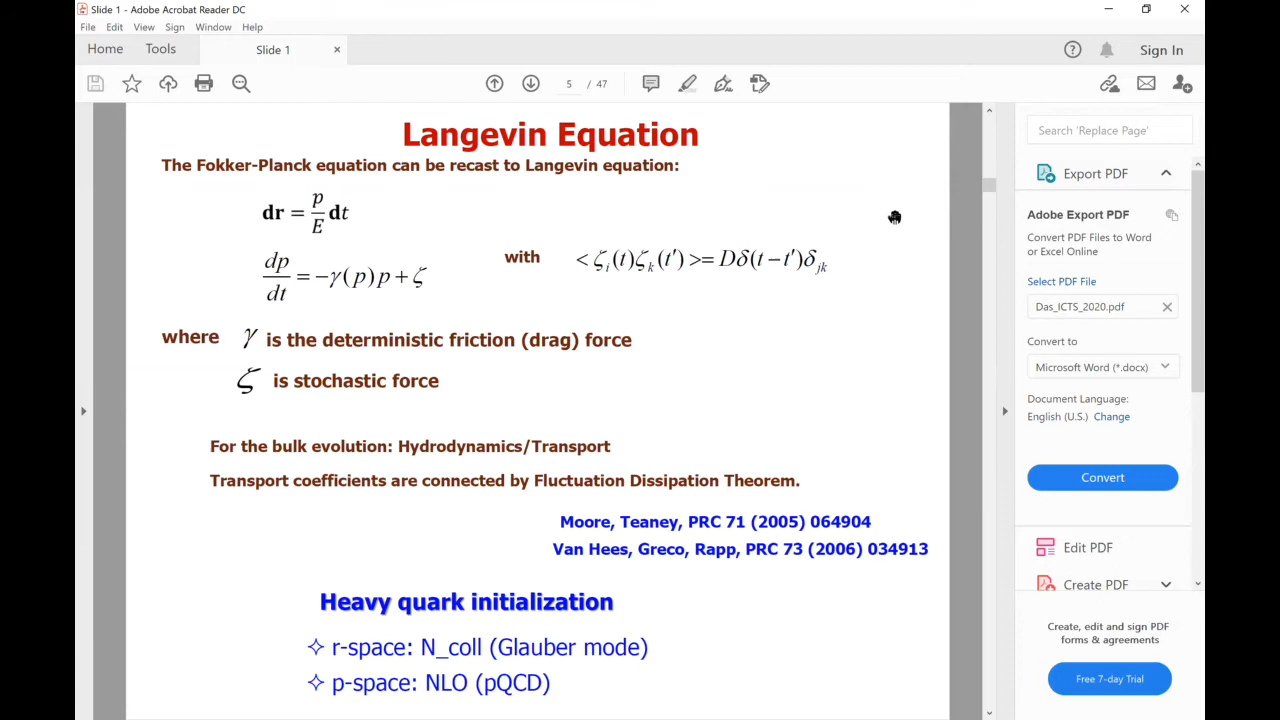 Slide 1 - Adobe Acrobat Reader DC
File Edit View Sign Window Help
Home Tools Slide 1 × Sign In
5 / 47
Langevin Equation
The Fokker-Planck equation can be recast to Langevin equation:
dr = p/E dt
dp/dt = −γ(p)p + ζ with < ζi(t)ζk(t′) >= Dδ(t − t′)δjk
where γ is the deterministic friction (drag) force
ζ is stochastic force
For the bulk evolution: Hydrodynamics/Transport
Transport coefficients are connected by Fluctuation Dissipation Theorem.
Moore, Teaney, PRC 71 (2005) 064904
Van Hees, Greco, Rapp, PRC 73 (2006) 034913
Heavy quark initialization
✧ r-space: N_coll (Glauber mode)
✧ p-space: NLO (pQCD)
Search 'Replace Page'
Export PDF
Adobe Export PDF
Convert PDF Files to Word
or Excel Online
Select PDF File
Das_ICTS_2020.pdf ×
Convert to
Microsoft Word (*.docx)
Document Language:
English (U.S.) Change
Convert
Edit PDF
Create PDF
Create, edit and sign PDF
forms & agreements
Free 7-day Trial